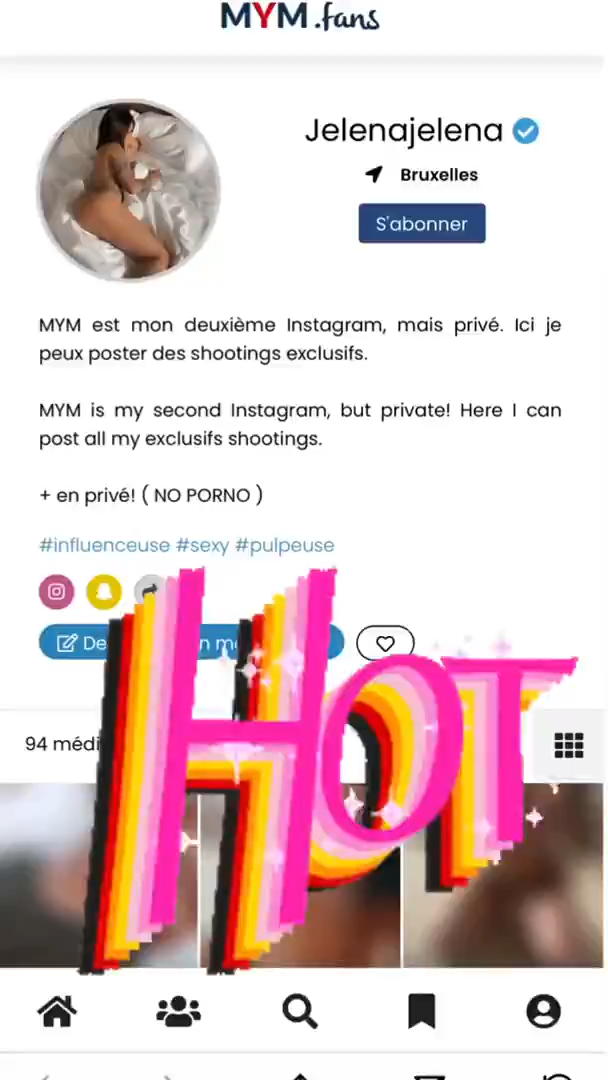 MYM.fans
Jelenajelena
Bruxelles
S'abonner
MYM est mon deuxième Instagram, mais privé. Ici je
peux poster des shootings exclusifs.
MYM is my second Instagram, but private! Here I can
post all my exclusifs shootings.
+ en privé! ( NO PORNO )
#influenceuse #sexy #pulpeuse
HOT
94